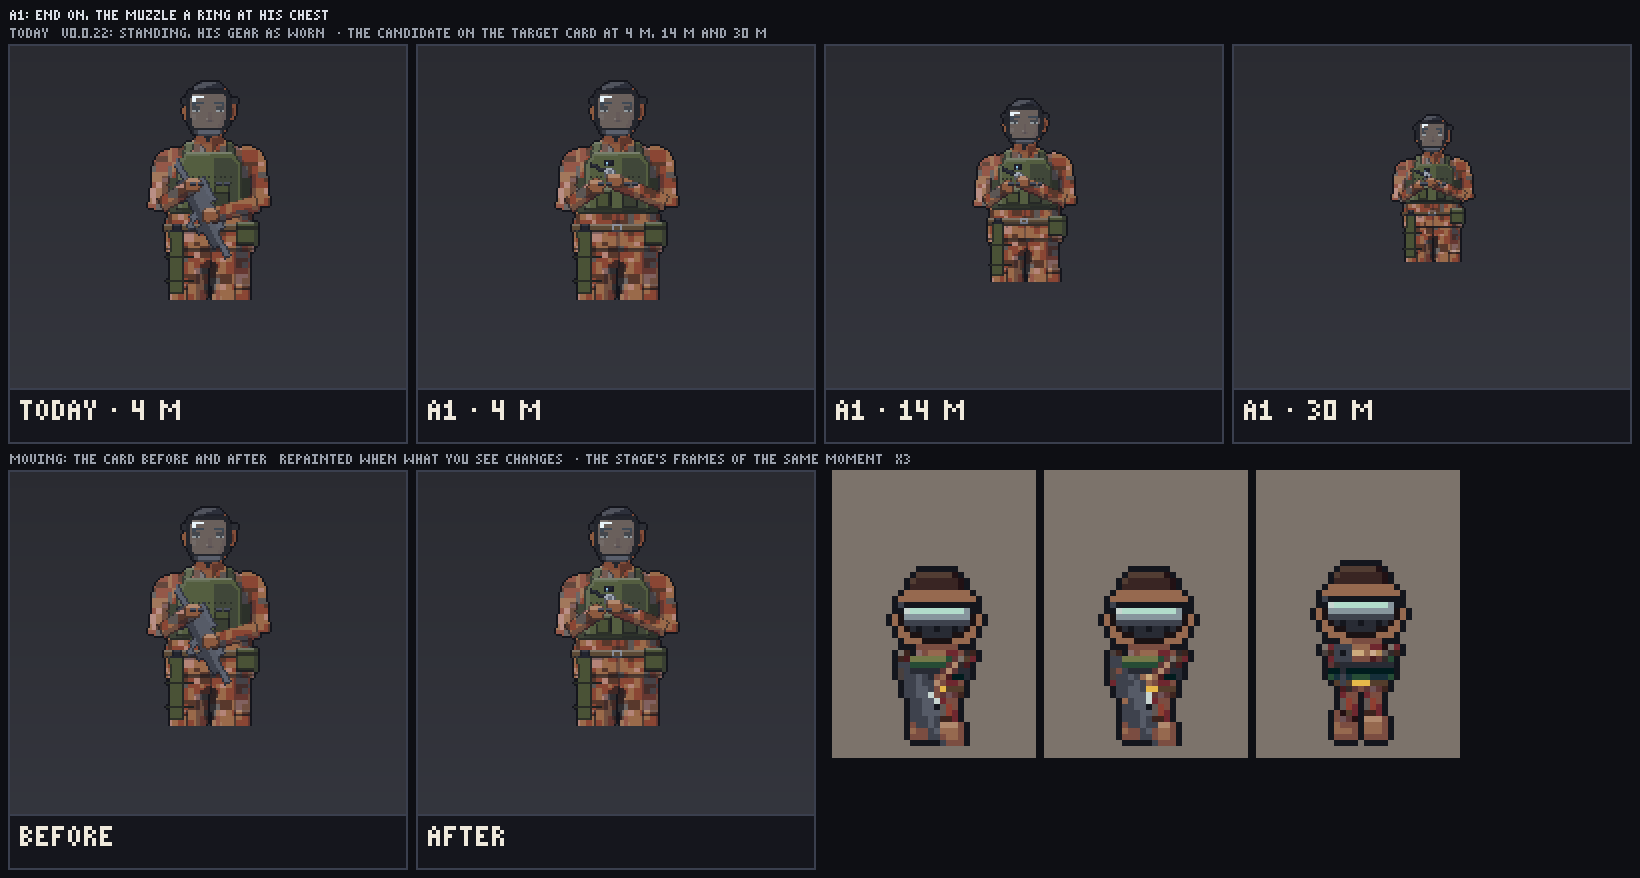 A1: END ON, THE MUZZLE A RING AT HIS CHEST
TODAY V0.0.22: STANDING, HIS GEAR AS WORN · THE CANDIDATE ON THE TARGET CARD AT 4 M, 14 M AND 30 M
TODAY · 4 M
A1 · 4 M
A1 · 14 M
A1 · 30 M
MOVING: THE CARD BEFORE AND AFTER REPAINTED WHEN WHAT YOU SEE CHANGES · THE STAGE'S FRAMES OF THE SAME MOMENT X3
BEFORE
AFTER